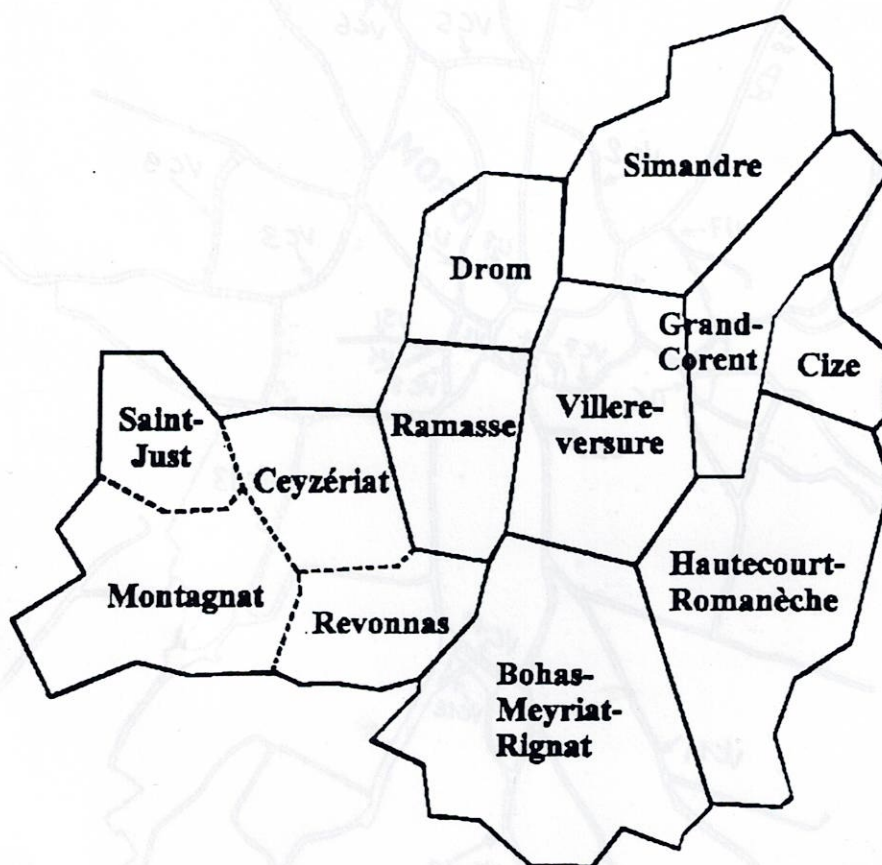 Simandre
Drom
Grand-
Corent
Cize
Saint-
Just
Ramasse
Villere-
versure
Ceyzériat
Hautecourt-
Romanèche
Montagnat
Revonnas
Bohas-
Meyriat-
Rignat